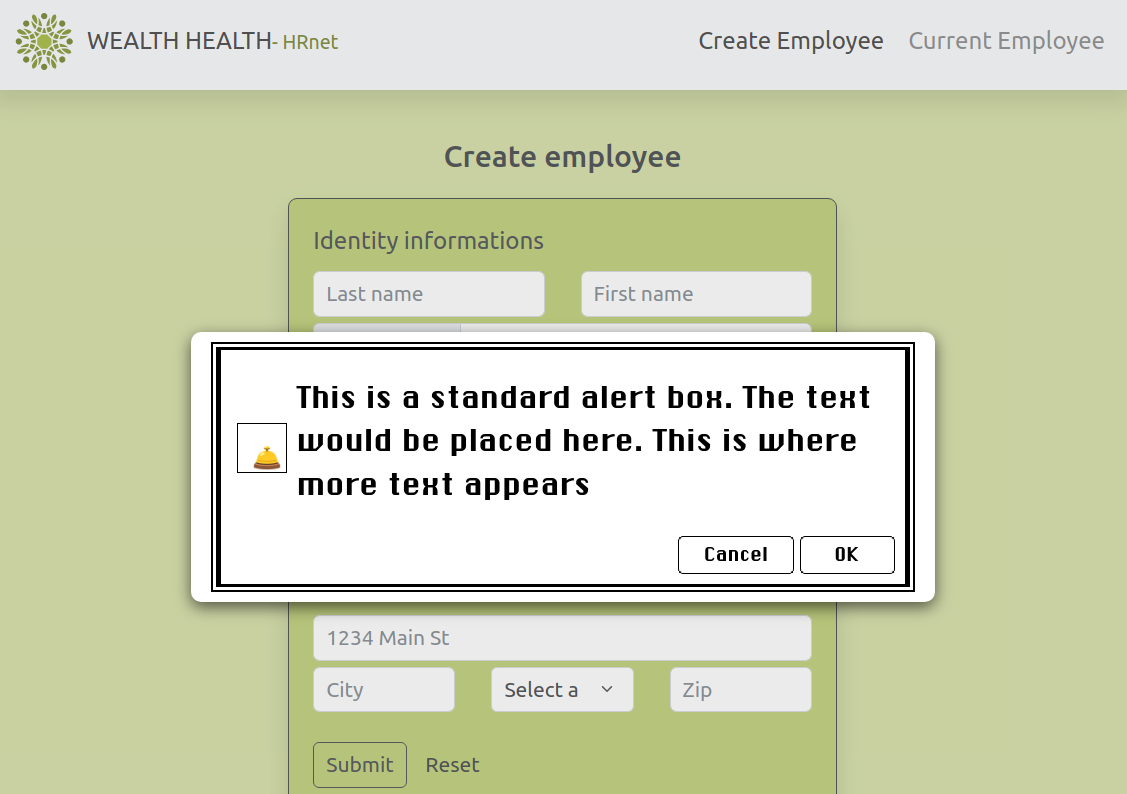 WEALTH HEALTH- HRnet
Create Employee
Current Employee
Create employee
Identity informations
Last name
First name
This is a standard alert box. The text
would be placed here. This is where
more text appears
Cancel
OK
1234 Main St
City
Select a
Zip
Submit
Reset